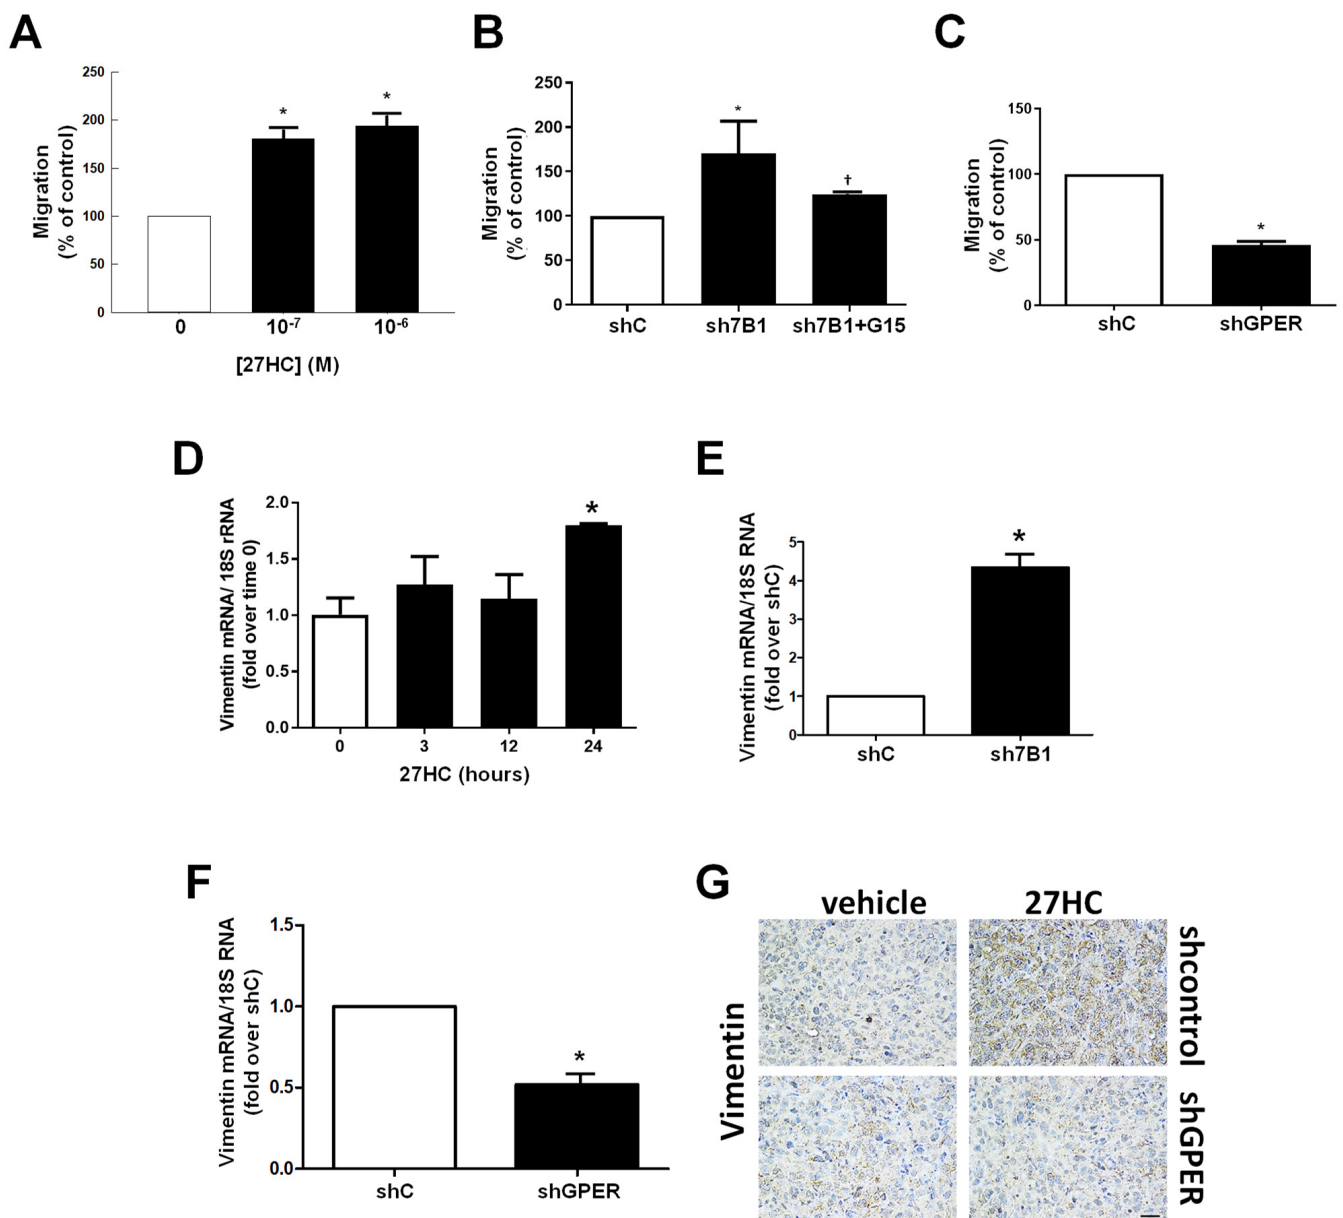 A
Migration
(% of control)
250
200
150
100
50
0
*
*
0
10-7
10-6
[27HC] (M)
B
Migration
(% of control)
250
200
150
100
50
0
*
†
shC
sh7B1
sh7B1+G15
C
Migration
(% of control)
150
100
50
0
*
shC
shGPER
D
Vimentin mRNA/ 18S rRNA
(fold over time 0)
2.0
1.5
1.0
0.5
0.0
*
0
3
12
24
27HC (hours)
E
Vimentin mRNA/18S RNA
(fold over shC)
5
4
3
2
1
0
*
shC
sh7B1
F
Vimentin mRNA/18S RNA
(fold over shC)
1.5
1.0
0.5
0.0
*
shC
shGPER
G
vehicle
27HC
Vimentin
shcontrol
shGPER